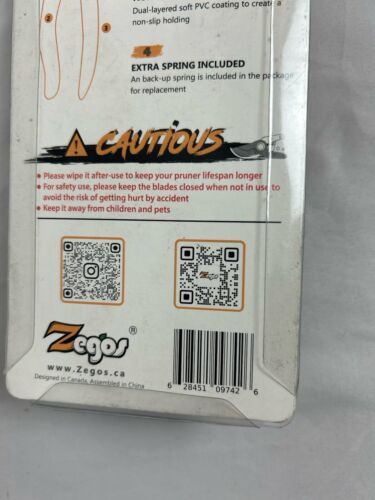 Dual-layered soft PVC coating to create a
non-slip holding
2
3
4
EXTRA SPRING INCLUDED
An back-up spring is included in the package
for replacement
CAUTIOUS
Please wipe it after-use to keep your pruner lifespan longer
For safety use, please keep the blades closed when not in use to
avoid the risk of getting hurt by accident
Keep it away from children and pets
Zegos
Zegos®
www.Zegos.ca
Designed in Canada, Assembled in China
6 28451 09742 6